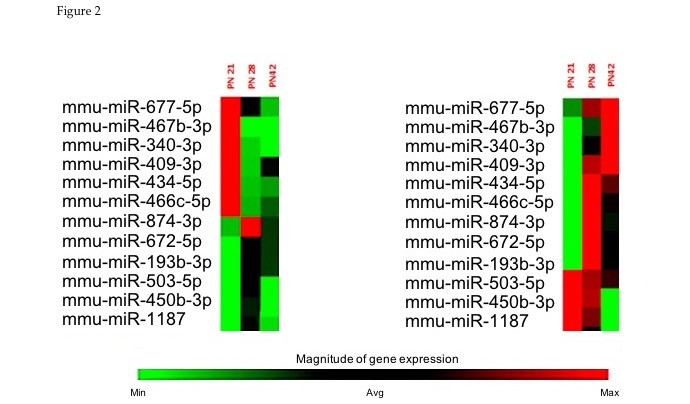 Figure 2
PN 21 PN 28 PN42
mmu-miR-677-5p
mmu-miR-467b-3p
mmu-miR-340-3p
mmu-miR-409-3p
mmu-miR-434-5p
mmu-miR-466c-5p
mmu-miR-874-3p
mmu-miR-672-5p
mmu-miR-193b-3p
mmu-miR-503-5p
mmu-miR-450b-3p
mmu-miR-1187
PN 21 PN 28 PN42
mmu-miR-677-5p
mmu-miR-467b-3p
mmu-miR-340-3p
mmu-miR-409-3p
mmu-miR-434-5p
mmu-miR-466c-5p
mmu-miR-874-3p
mmu-miR-672-5p
mmu-miR-193b-3p
mmu-miR-503-5p
mmu-miR-450b-3p
mmu-miR-1187
Magnitude of gene expression
Min Avg Max